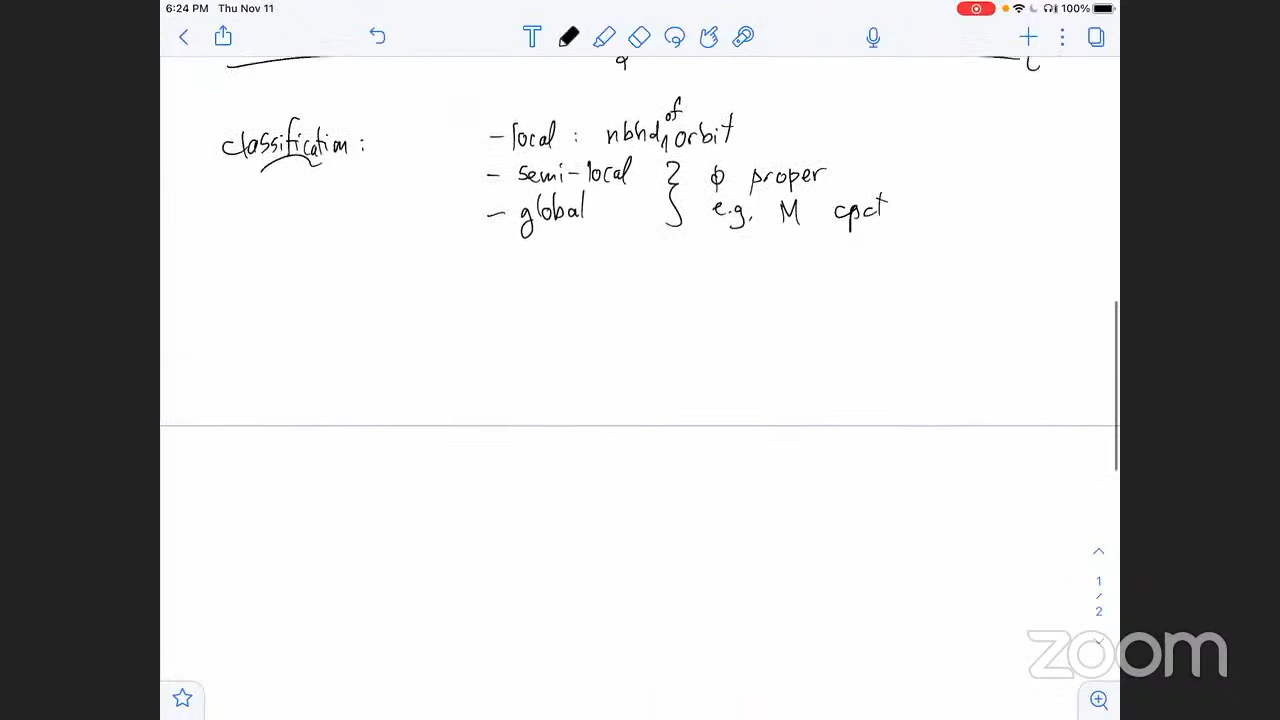 6:24 PM Thu Nov 11
100%
T
classification:
- local : nbhd of orbit
- semi-local } Φ proper
- global e.g. M cpct
1
/
2
zoom